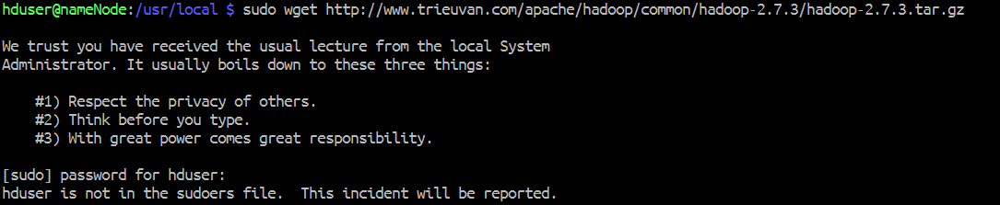 hduser@nameNode:/usr/local $ sudo wget http://www.trieuvan.com/apache/hadoop/common/hadoop-2.7.3/hadoop-2.7.3.tar.gz
We trust you have received the usual lecture from the local System
Administrator. It usually boils down to these three things:
#1) Respect the privacy of others.
#2) Think before you type.
#3) With great power comes great responsibility.
[sudo] password for hduser:
hduser is not in the sudoers file.  This incident will be reported.